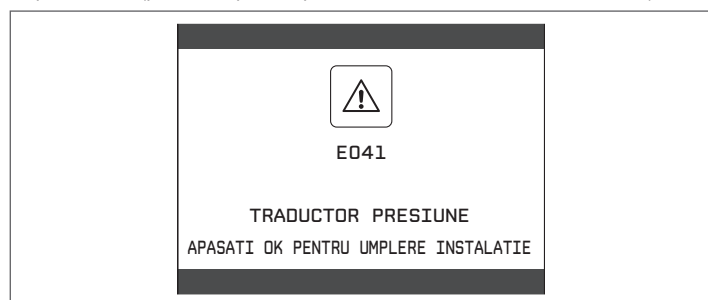 E041
TRADUCTOR PRESIUNE
APASATI OK PENTRU UMPLERE INSTALATIE